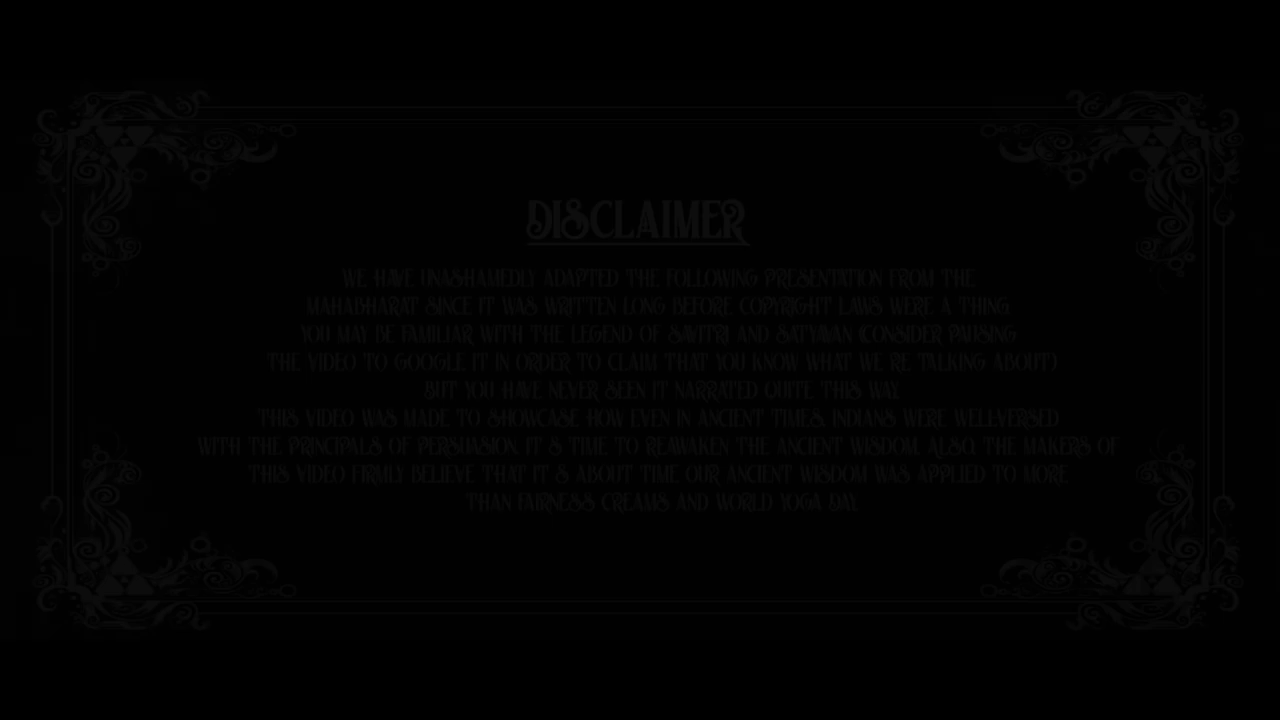 DISCLAIMER
WE HAVE UNASHAMEDLY ADAPTED THE FOLLOWING PRESENTATION FROM THE
MAHABHARAT SINCE IT WAS WRITTEN LONG BEFORE COPYRIGHT LAWS WERE A THING.
YOU MAY BE FAMILIAR WITH THE LEGEND OF SAVITRI AND SATYAVAN (CONSIDER PAUSING
THE VIDEO TO GOOGLE IT IN ORDER TO CLAIM THAT YOU KNOW WHAT WE'RE TALKING ABOUT)
BUT YOU HAVE NEVER SEEN IT NARRATED QUITE THIS WAY.
THIS VIDEO WAS MADE TO SHOWCASE HOW EVEN IN ANCIENT TIMES, INDIANS WERE WELL-VERSED
WITH THE PRINCIPALS OF PERSUASION. IT'S TIME TO REAWAKEN THE ANCIENT WISDOM. ALSO, THE MAKERS OF
THIS VIDEO FIRMLY BELIEVE THAT IT'S ABOUT TIME OUR ANCIENT WISDOM WAS APPLIED TO MORE
THAN FAIRNESS CREAMS AND WORLD YOGA DAY.